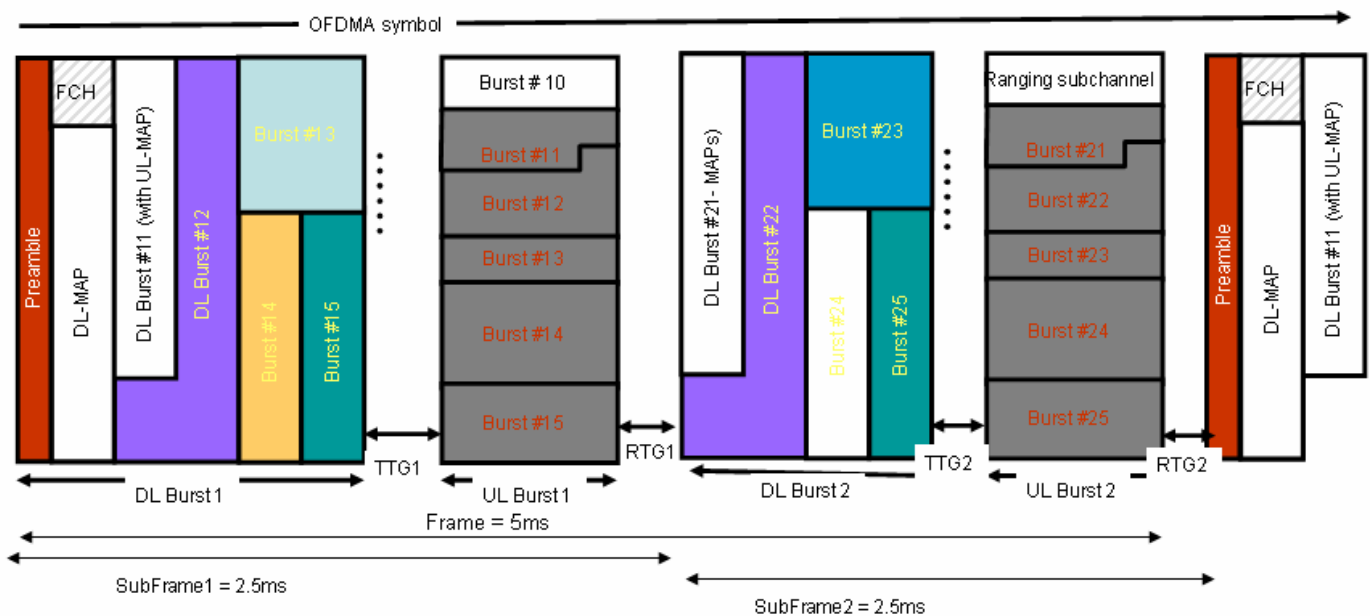 OFDMA symbol
Preamble
FCH
DL-MAP
DL Burst #11 (with UL-MAP)
DL Burst #12
Burst #13
Burst #14
Burst #15
Burst # 10
Burst #11
Burst #12
Burst #13
Burst #14
Burst #15
DL Burst #21- MAPs)
DL Burst #22
Burst #23
Burst #24
Burst #25
Ranging subchannel
Burst #21
Burst #22
Burst #23
Burst #24
Burst #25
Preamble
FCH
DL-MAP
DL Burst #11 (with UL-MAP)
TTG1
RTG1
TTG2
RTG2
DL Burst 1
UL Burst 1
DL Burst 2
UL Burst 2
Frame = 5ms
SubFrame1 = 2.5ms
SubFrame2 = 2.5ms